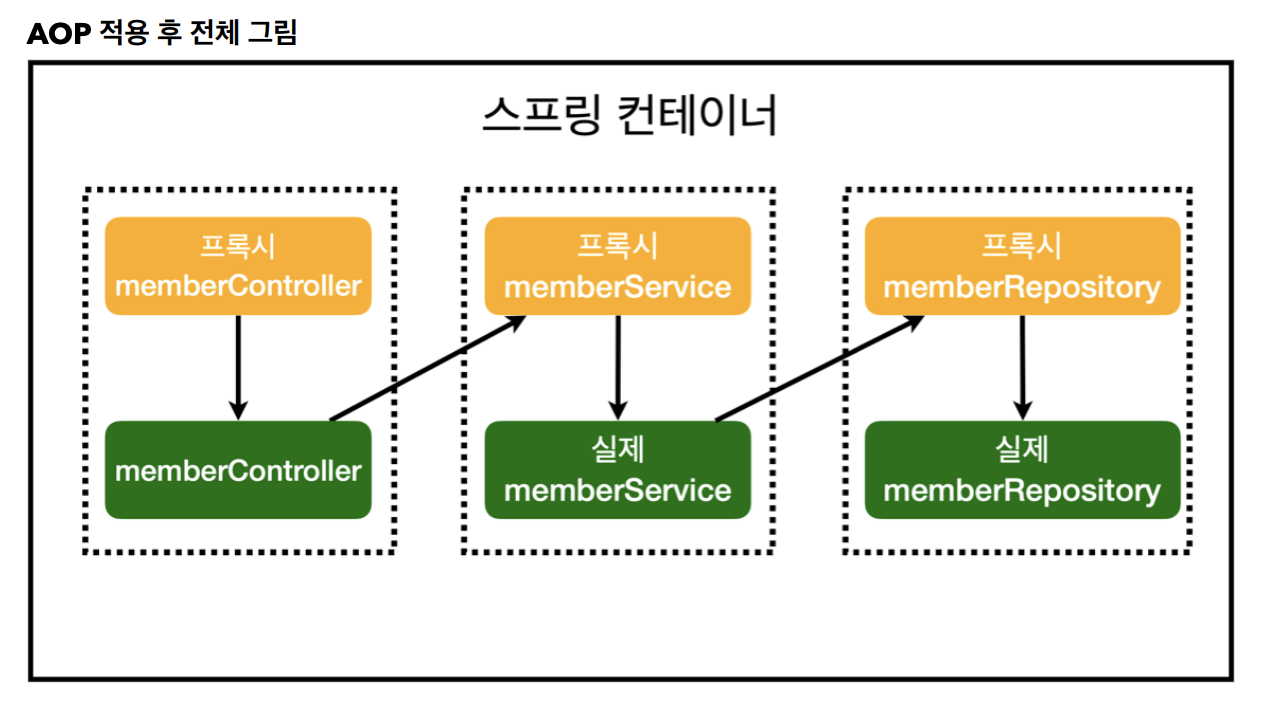 AOP 적용 후 전체 그림
스프링 컨테이너
프록시
memberController
프록시
memberService
프록시
memberRepository
memberController
실제
memberService
실제
memberRepository